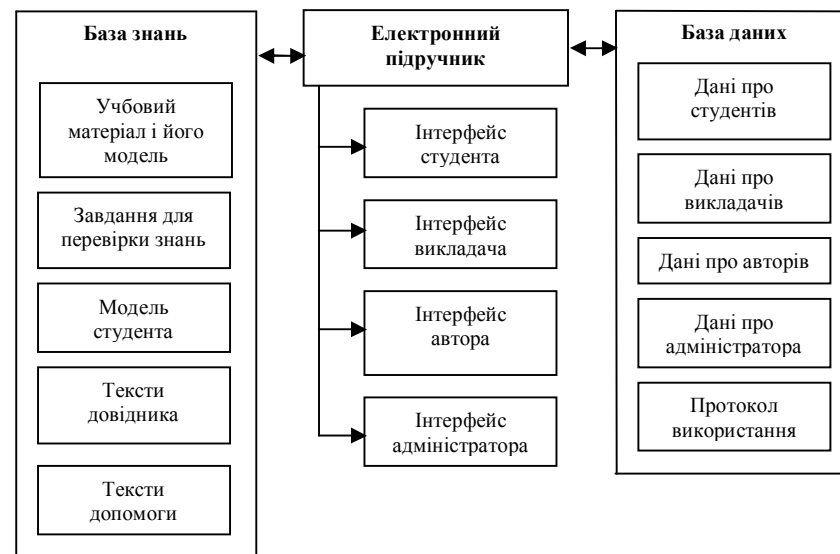 База знань
Учбовий
матеріал і його
модель
Завдання для
перевірки знань
Модель
студента
Тексти
довідника
Тексти
допомоги
Електронний
підручник
Інтерфейс
студента
Інтерфейс
викладача
Інтерфейс
автора
Інтерфейс
адміністратора
База даних
Дані про
студентів
Дані про
викладачів
Дані про авторів
Дані про
адміністратора
Протокол
використання